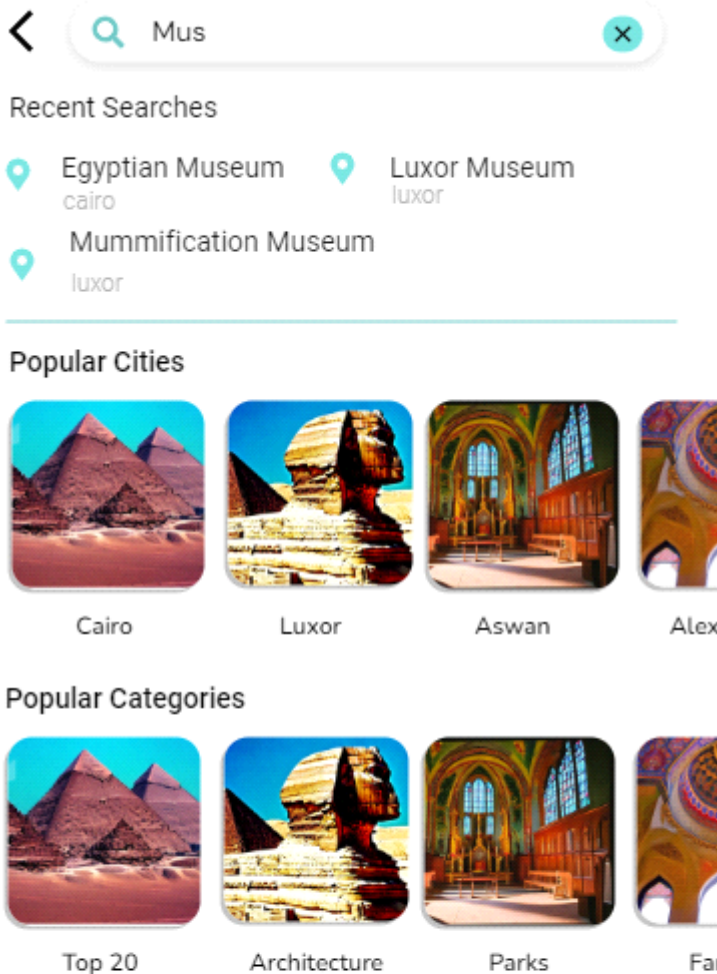 Mus
Recent Searches
Egyptian Museum
cairo
Luxor Museum
luxor
Mummification Museum
luxor
Popular Cities
Cairo
Luxor
Aswan
Alex
Popular Categories
Top 20
Architecture
Parks